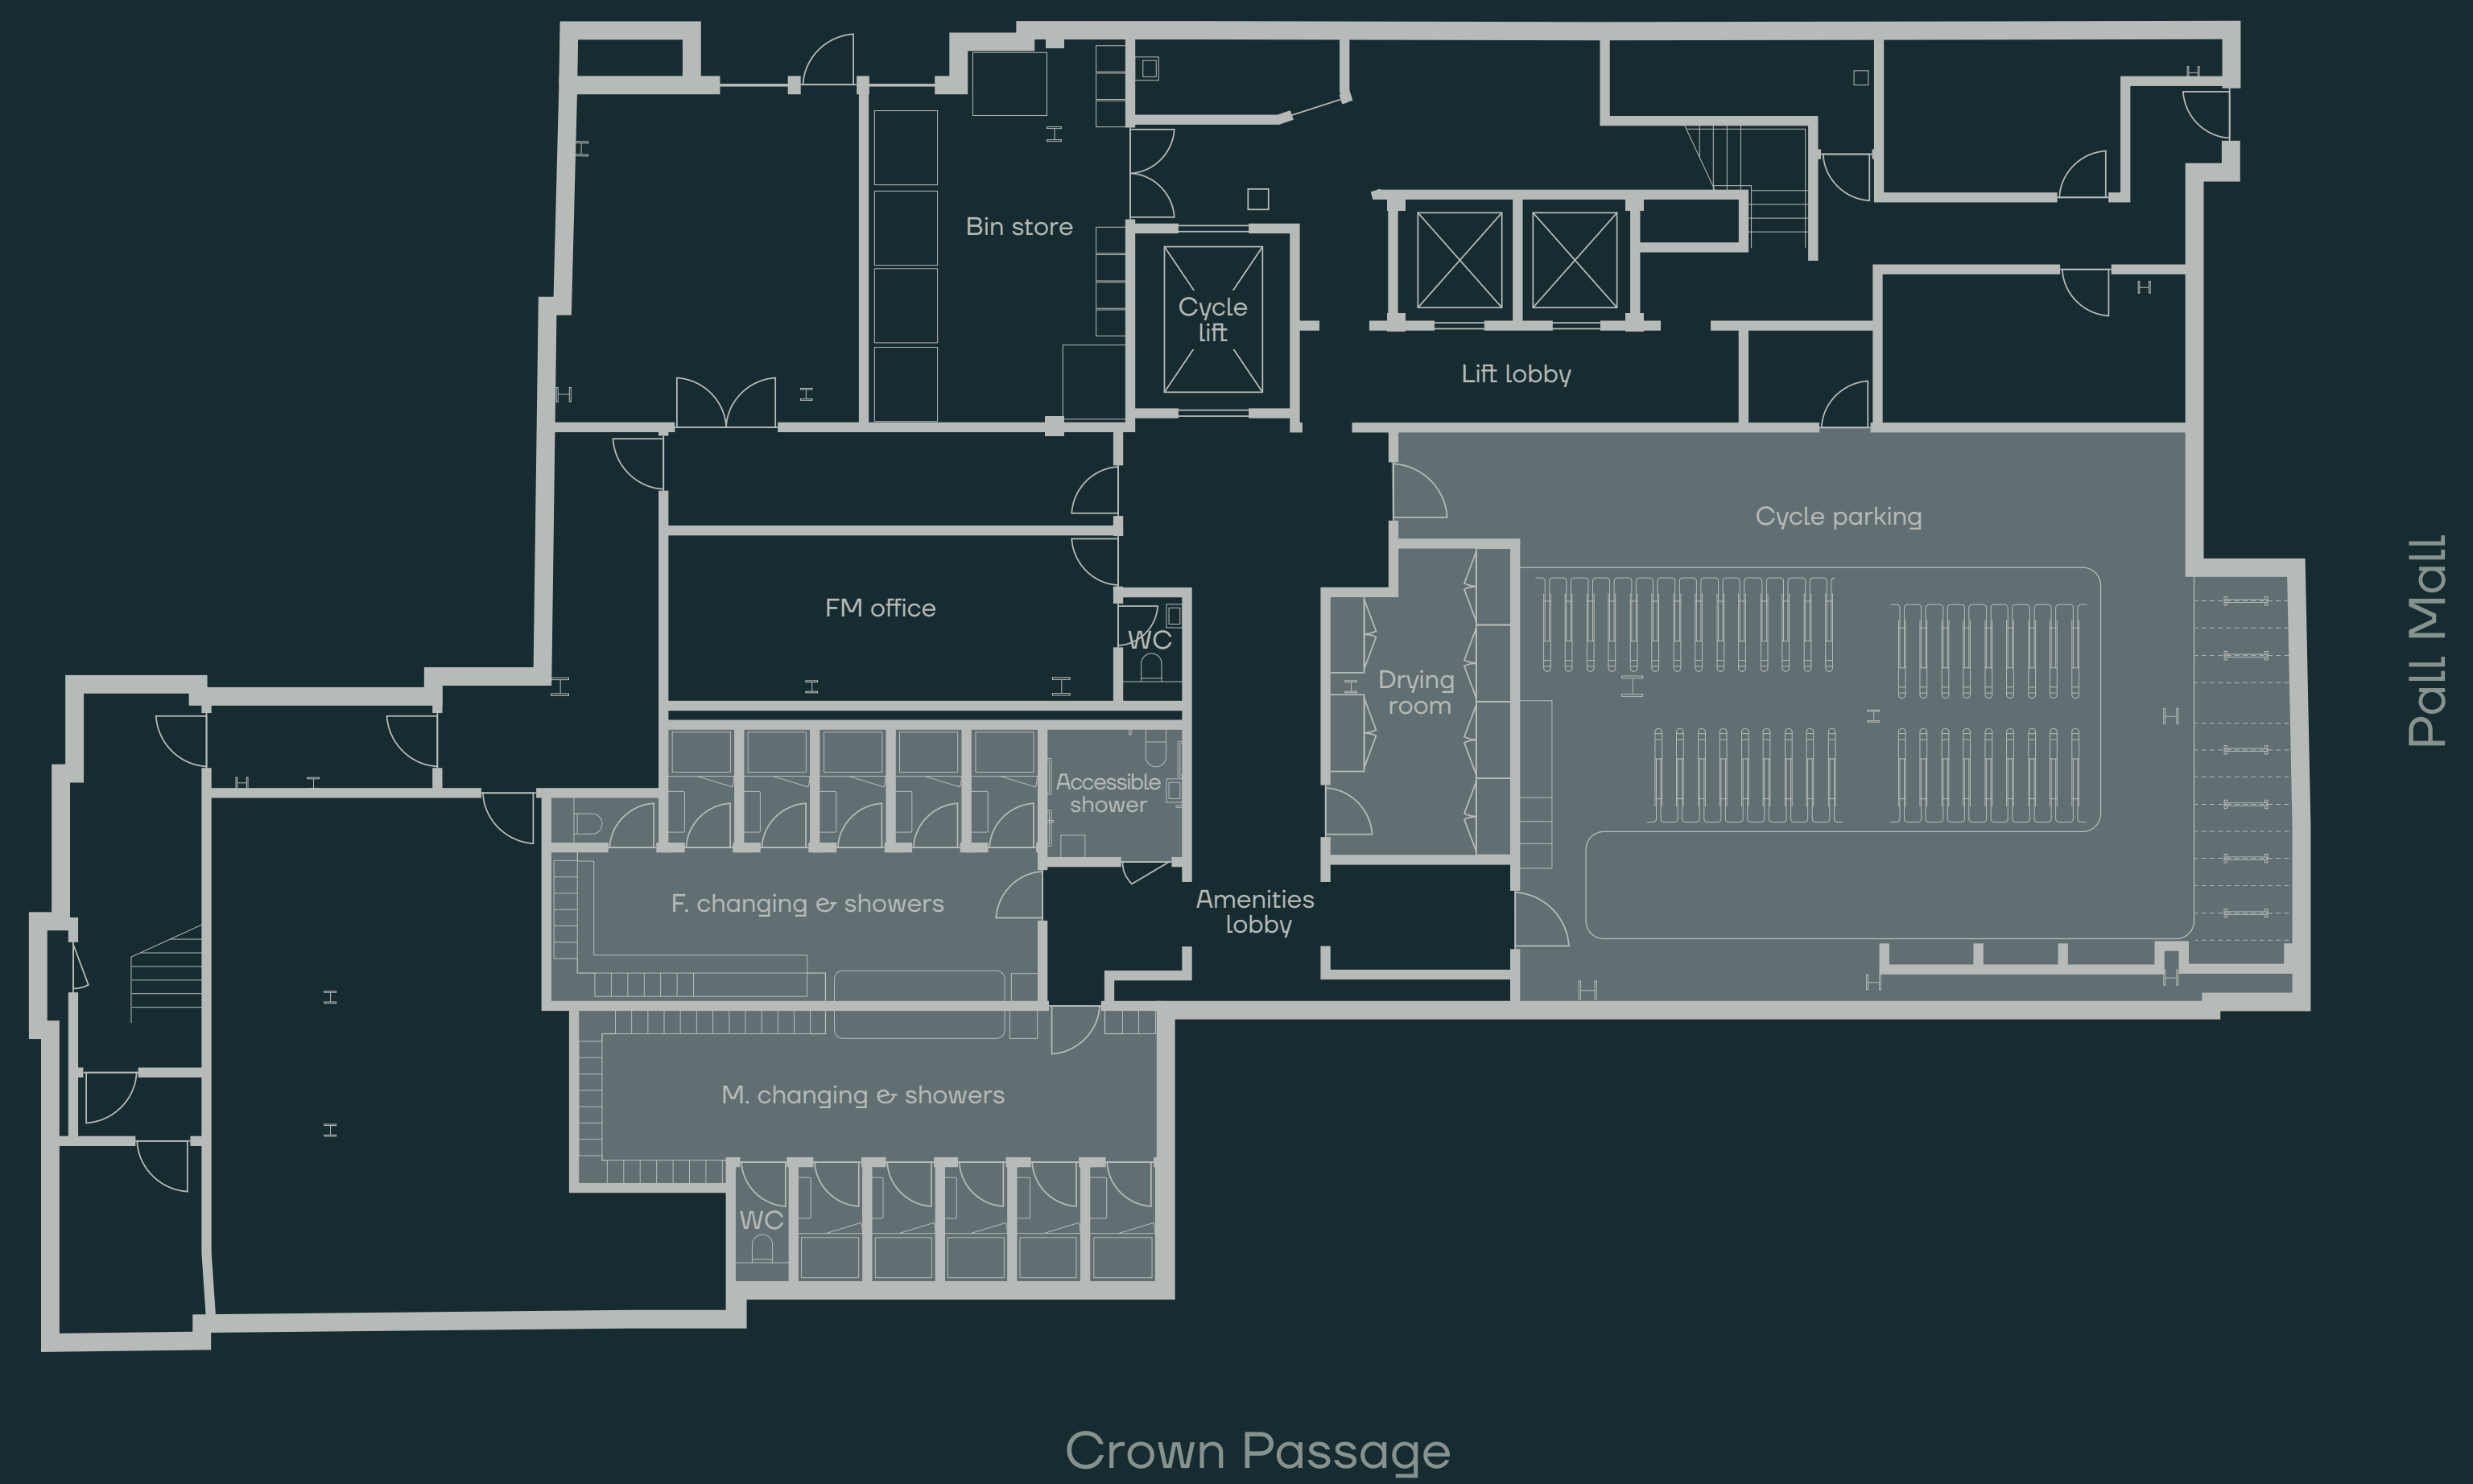 Bin store
Cycle
lift
Lift lobby
Cycle parking
FM office
WC
Drying
room
Pall Mall
Accessible
shower
F. changing & showers
Amenities
lobby
M. changing & showers
WC
Crown Passage